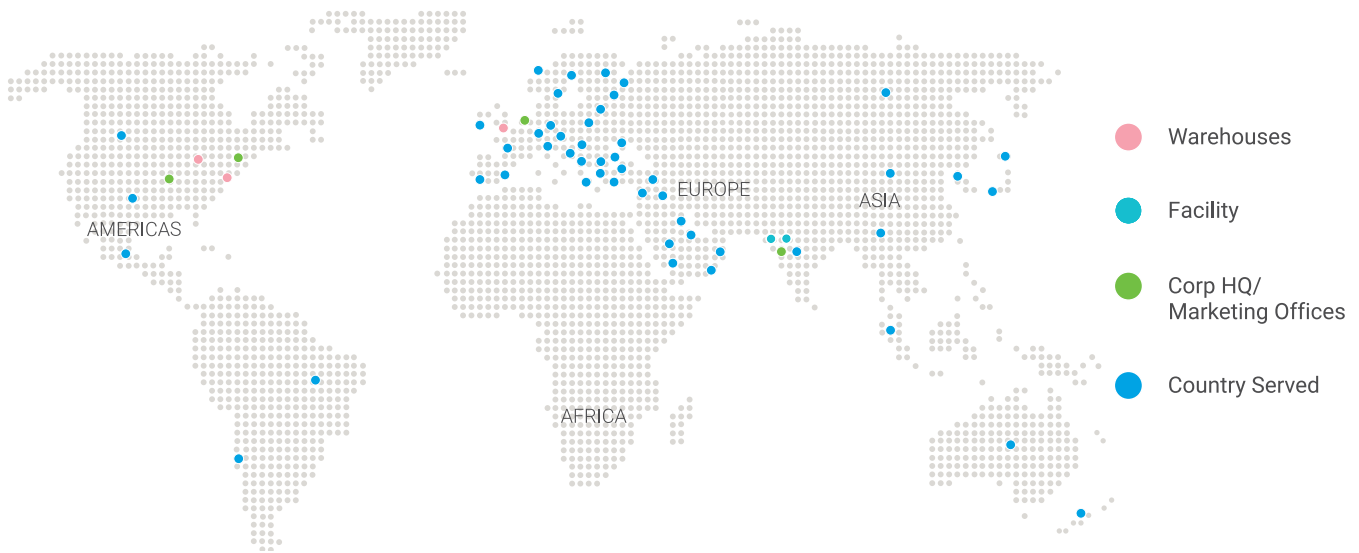 AMERICAS
EUROPE
ASIA
AFRICA
Warehouses
Facility
Corp HQ/
Marketing Offices
Country Served